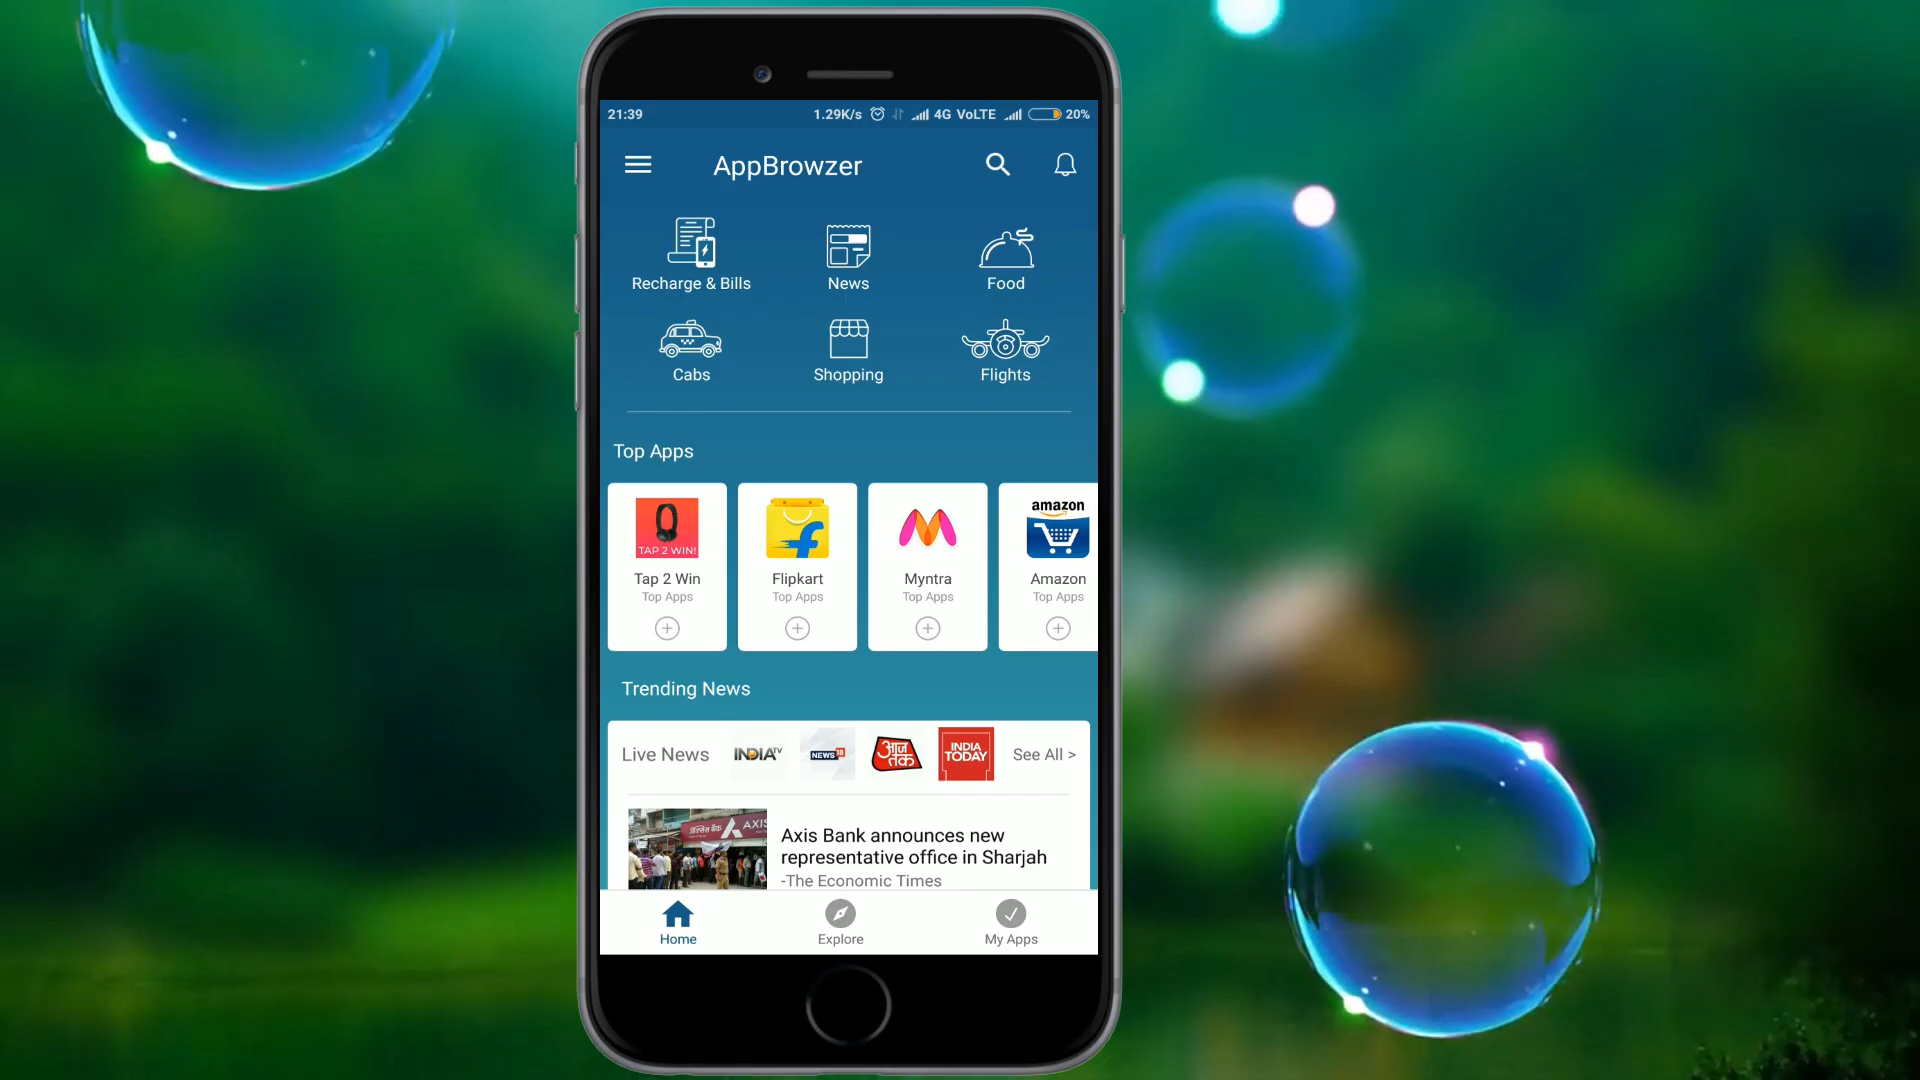 21:39 1.29K/s 4G VoLTE 20%
AppBrowzer
Recharge & Bills News Food
Cabs Shopping Flights
Top Apps
TAP 2 WIN! amazon
Tap 2 Win Flipkart Myntra Amazon
Top Apps Top Apps Top Apps Top Apps
Trending News
Live News INDIA TV NEWS 18 आज तक INDIA TODAY See All >
AXIS
Axis Bank announces new
representative office in Sharjah
-The Economic Times
Home Explore My Apps